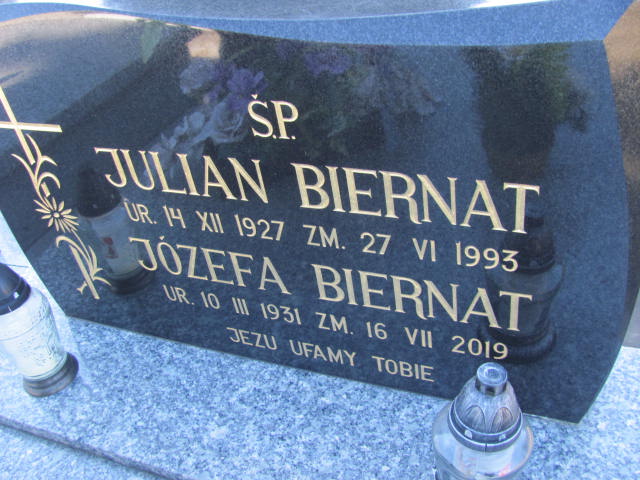 Ś.P.
JULIAN BIERNAT
UR. 14 XII 1927 ZM. 27 VI 1993
JÓZEFA BIERNAT
UR. 10 III 1931 ZM. 16 VII 2019
JEZU UFAMY TOBIE